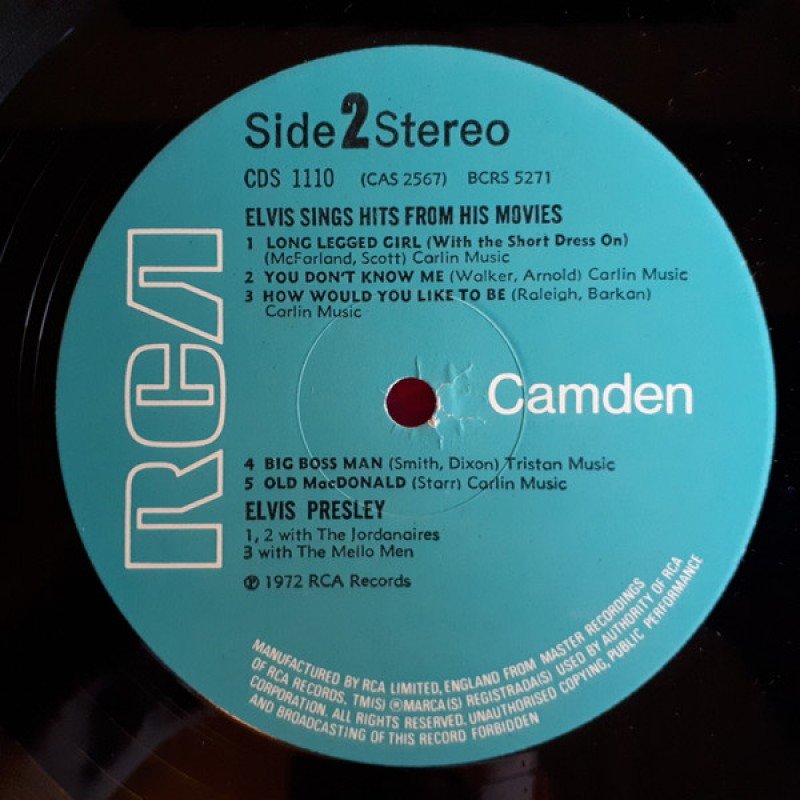 Side 2 Stereo
CDS 1110 (CAS 2567) BCRS 5271
ELVIS SINGS HITS FROM HIS MOVIES
1 LONG LEGGED GIRL (With the Short Dress On)
(McFarland, Scott) Carlin Music
2 YOU DON'T KNOW ME (Walker, Arnold) Carlin Music
3 HOW WOULD YOU LIKE TO BE (Raleigh, Barkan)
Carlin Music
RCA
Camden
4 BIG BOSS MAN (Smith, Dixon) Tristan Music
5 OLD MacDONALD (Starr) Carlin Music
ELVIS PRESLEY
1, 2 with The Jordanaires
3 with The Mello Men
℗ 1972 RCA Records
MANUFACTURED BY RCA LIMITED, ENGLAND FROM MASTER RECORDINGS
OF RCA RECORDS. TM(S) ® MARCA(S) REGISTRADA(S) USED BY AUTHORITY OF RCA
CORPORATION. ALL RIGHTS RESERVED. UNAUTHORISED COPYING, PUBLIC PERFORMANCE
AND BROADCASTING OF THIS RECORD FORBIDDEN